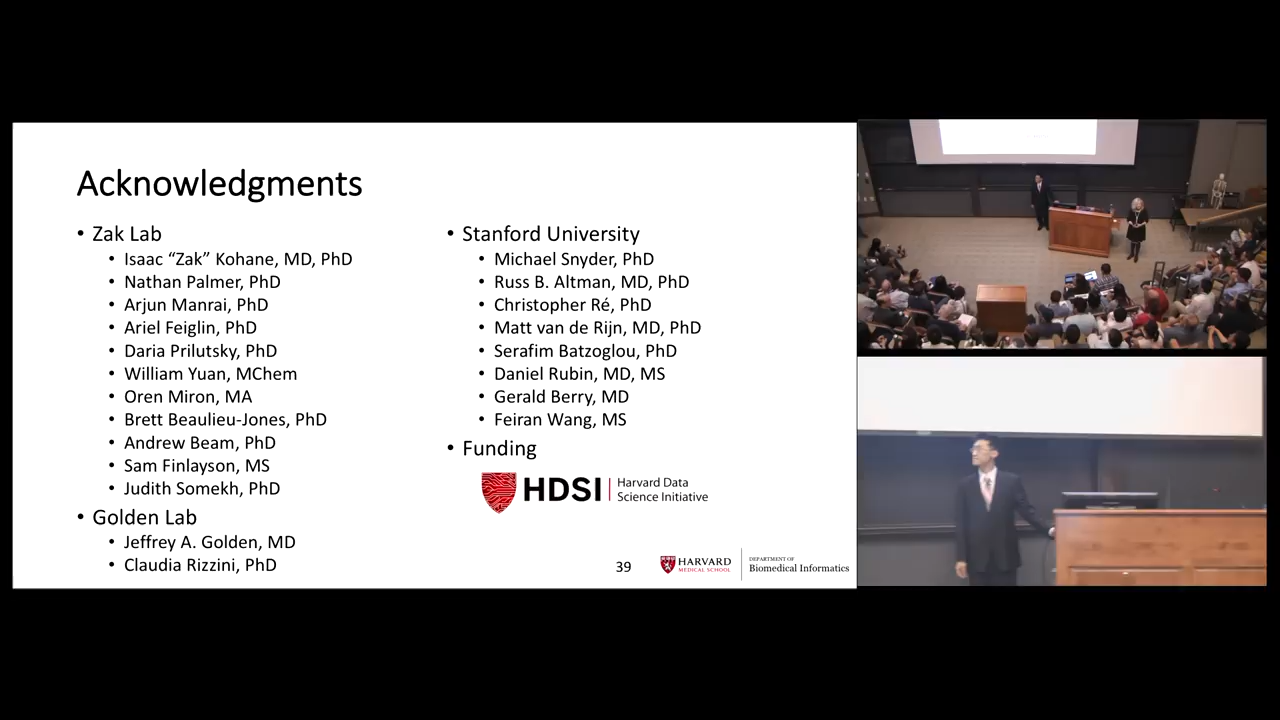 Acknowledgments
• Zak Lab
• Isaac “Zak” Kohane, MD, PhD
• Nathan Palmer, PhD
• Arjun Manrai, PhD
• Ariel Feiglin, PhD
• Daria Prilutsky, PhD
• William Yuan, MChem
• Oren Miron, MA
• Brett Beaulieu-Jones, PhD
• Andrew Beam, PhD
• Sam Finlayson, MS
• Judith Somekh, PhD
• Golden Lab
• Jeffrey A. Golden, MD
• Claudia Rizzini, PhD
• Stanford University
• Michael Snyder, PhD
• Russ B. Altman, MD, PhD
• Christopher Ré, PhD
• Matt van de Rijn, MD, PhD
• Serafim Batzoglou, PhD
• Daniel Rubin, MD, MS
• Gerald Berry, MD
• Feiran Wang, MS
• Funding
HDSI
Harvard Data
Science Initiative
39
HARVARD
MEDICAL SCHOOL
DEPARTMENT OF
Biomedical Informatics